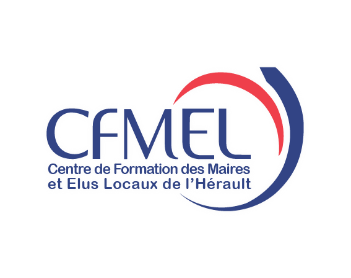 CFMEL
Centre de Formation des Maires
et Elus Locaux de l'Hérault